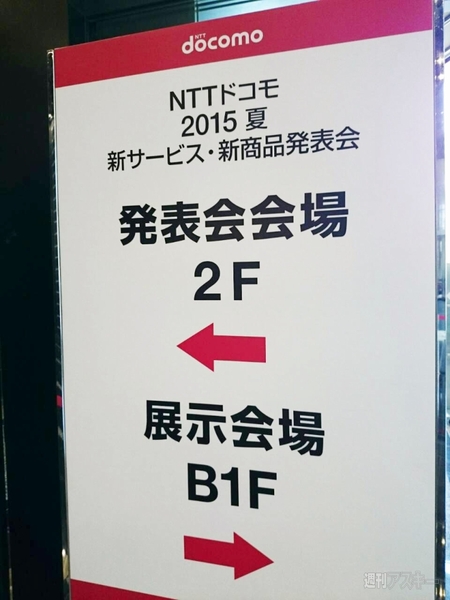 NTT
docomo
NTTドコモ
2015 夏
新サービス・新商品発表会
発表会会場
2F
展示会場
B1F
週刊アスキー